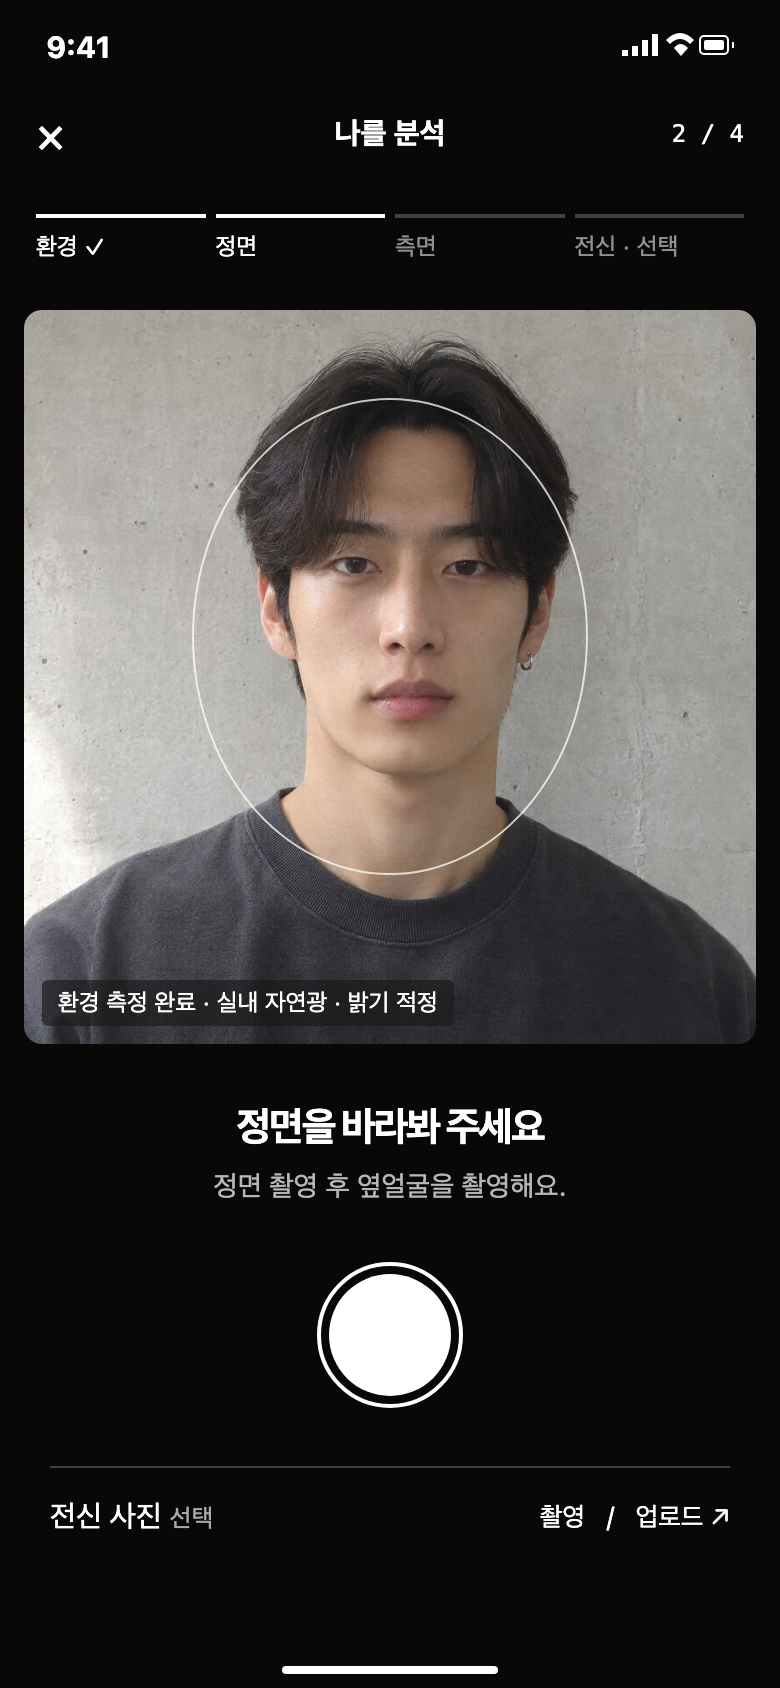 9:41
나를 분석
2 / 4
환경 ✓
정면
측면
전신 · 선택
환경 측정 완료 · 실내 자연광 · 밝기 적정
정면을 바라봐 주세요
정면 촬영 후 옆얼굴을 촬영해요.
전신 사진 선택
촬영 / 업로드 ↗